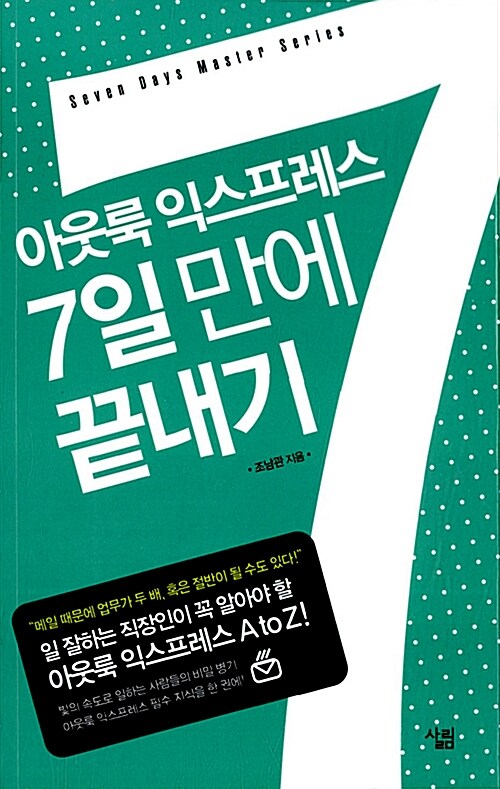 Seven Days Master Series
아웃룩 익스프레스
7일 만에
끝내기
• 조남관 지음 •
7
"메일 때문에 업무가 두 배, 혹은 절반이 될 수도 있다!"
일 잘하는 직장인이 꼭 알아야 할
아웃룩 익스프레스 A to Z!
빛의 속도로 일하는 사람들의 비밀 병기
아웃룩 익스프레스 필수 지식을 한 권에!
사림